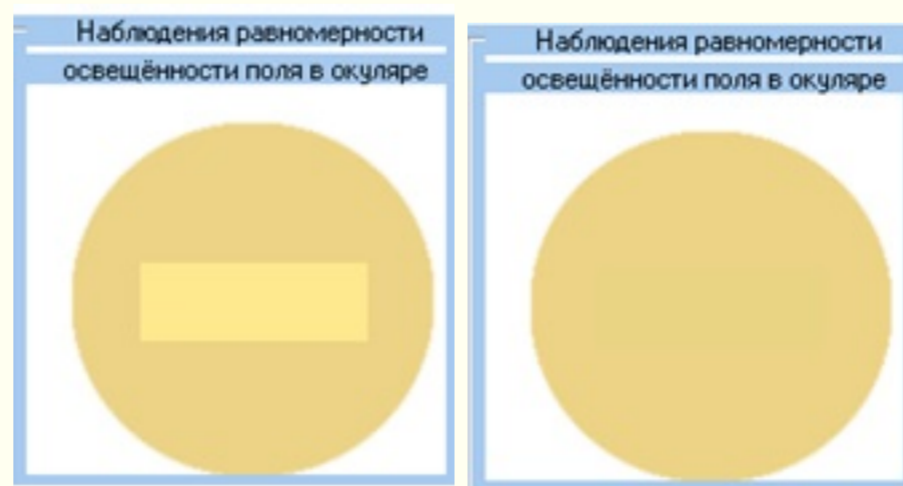 Наблюдения равномерности
освещённости поля в окуляре
Наблюдения равномерности
освещённости поля в окуляре